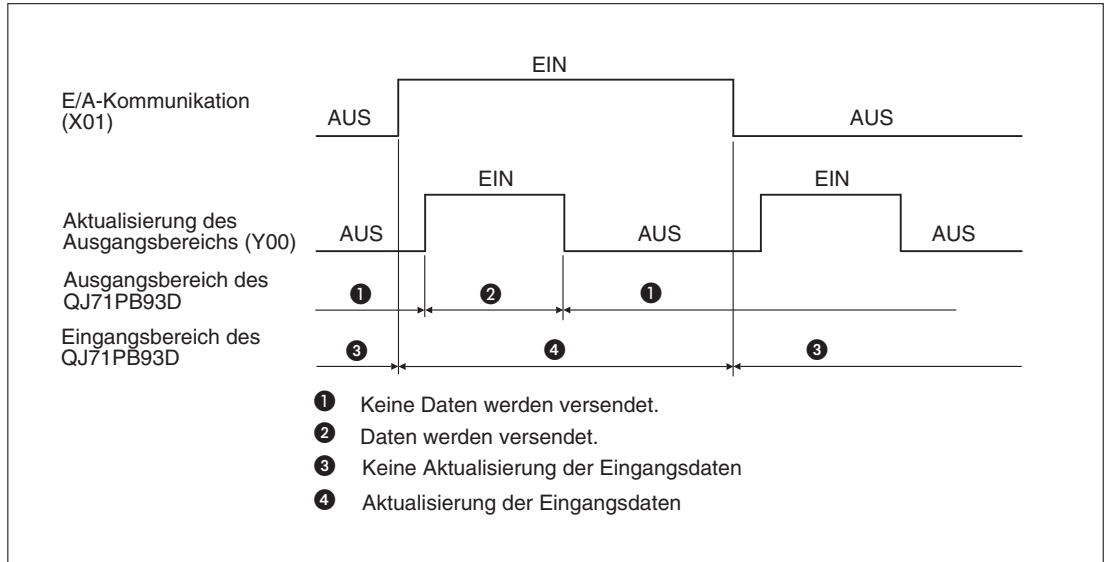 EIN
E/A-Kommunikation
(X01)
AUS
AUS
EIN
EIN
Aktualisierung des
Ausgangsbereichs (Y00)
AUS
AUS
AUS
Ausgangsbereich des
QJ71PB93D
❶
❷
❶
Eingangsbereich des
QJ71PB93D
❸
❹
❸
❶ Keine Daten werden versendet.
❷ Daten werden versendet.
❸ Keine Aktualisierung der Eingangsdaten
❹ Aktualisierung der Eingangsdaten